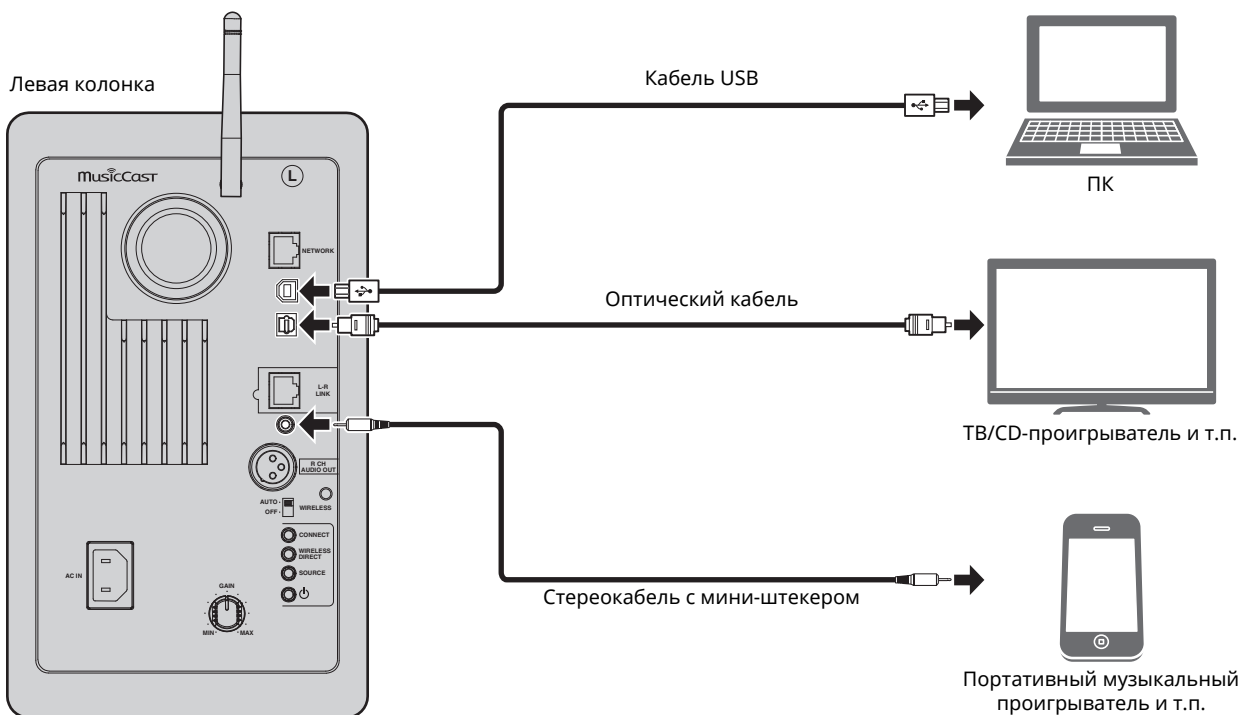 Левая колонка
Кабель USB
MusicCast
L
ПК
NETWORK
Оптический кабель
ТВ/CD-проигрыватель и т.п.
L-R
LINK
R CH
AUDIO OUT
AUTO
OFF
WIRELESS
CONNECT
WIRELESS
DIRECT
SOURCE
AC IN
GAIN
MIN
MAX
Стереокабель с мини-штекером
Портативный музыкальный
проигрыватель и т.п.